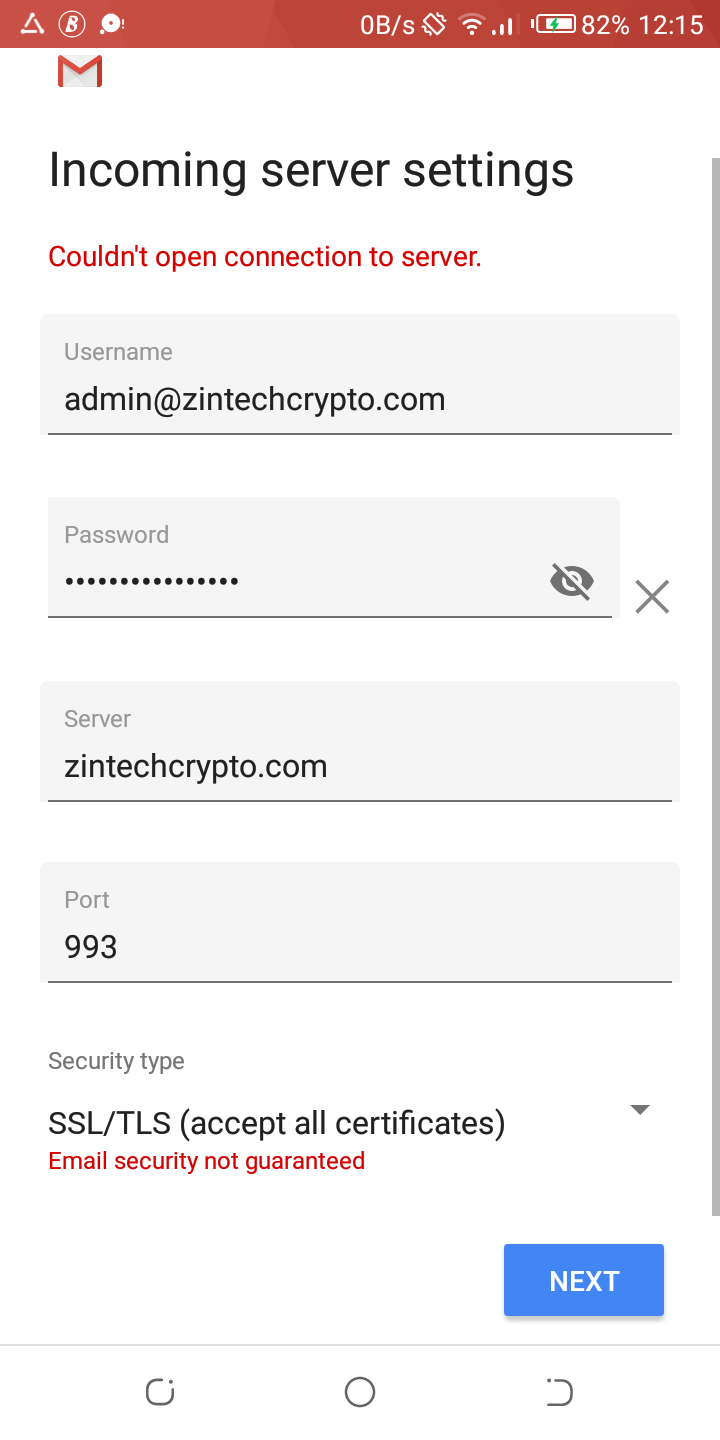 0B/s 82% 12:15
Incoming server settings
Couldn't open connection to server.
Username
admin@zintechcrypto.com
Password
••••••••••••••••
Server
zintechcrypto.com
Port
993
Security type
SSL/TLS (accept all certificates)
Email security not guaranteed
NEXT